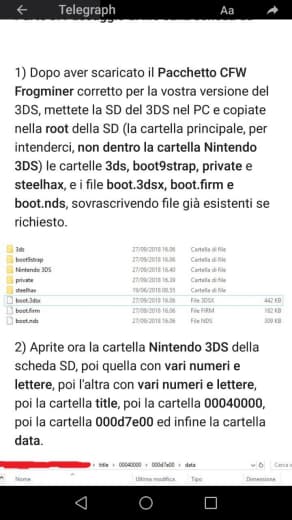 Telegraph
Aa
1) Dopo aver scaricato il Pacchetto CFW
Frogminer corretto per la vostra versione del
3DS, mettete la SD del 3DS nel PC e copiate
nella root della SD (la cartella principale, per
intenderci, non dentro la cartella Nintendo
3DS) le cartelle 3ds, boot9strap, private e
steelhax, e i file boot.3dsx, boot.firm e
boot.nds, sovrascrivendo file già esistenti se
richiesto.
3ds 27/09/2018 16.06 Cartella di file
boot9strap 27/09/2018 16.06 Cartella di file
Nintendo 3DS 27/09/2018 16.40 Cartella di file
private 27/09/2018 16.39 Cartella di file
steelhax Cartella di file
boot.3dsx 27/09/2018 16.06 File 3DSX 442 KB
boot.firm 27/09/2018 16.06 File FIRM KB
boot.nds 27/09/2018 16.06 File NDS KB
2) Aprite ora la cartella Nintendo 3DS della
scheda SD, poi quella con vari numeri e
lettere, poi l'altra con vari numeri e lettere,
poi la cartella title, poi la cartella 00040000,
poi la cartella 000d7e00 ed infine la cartella
data.
› title › 00040000 › 000d7e00 › data Cerca
Nome Ultima modifica Tipo Dimensione